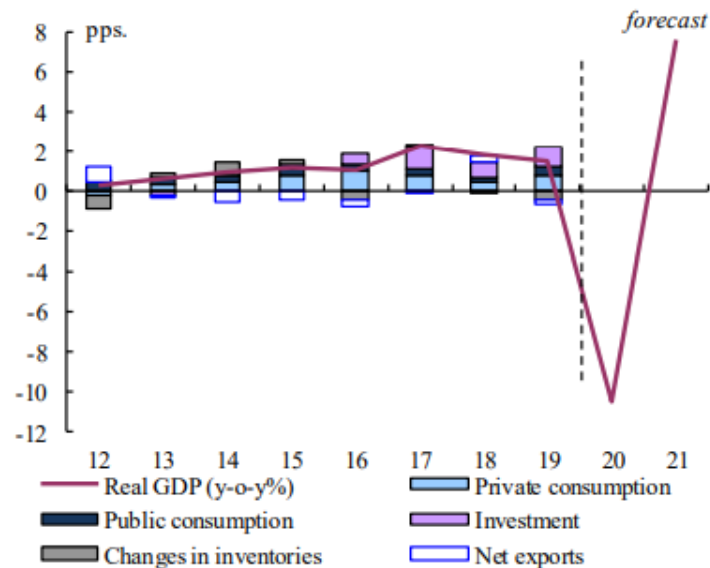 pps.
forecast
8
6
4
2
0
-2
-4
-6
-8
-10
-12
12 13 14 15 16 17 18 19 20 21
Real GDP (y-o-y%) Private consumption
Public consumption Investment
Changes in inventories Net exports